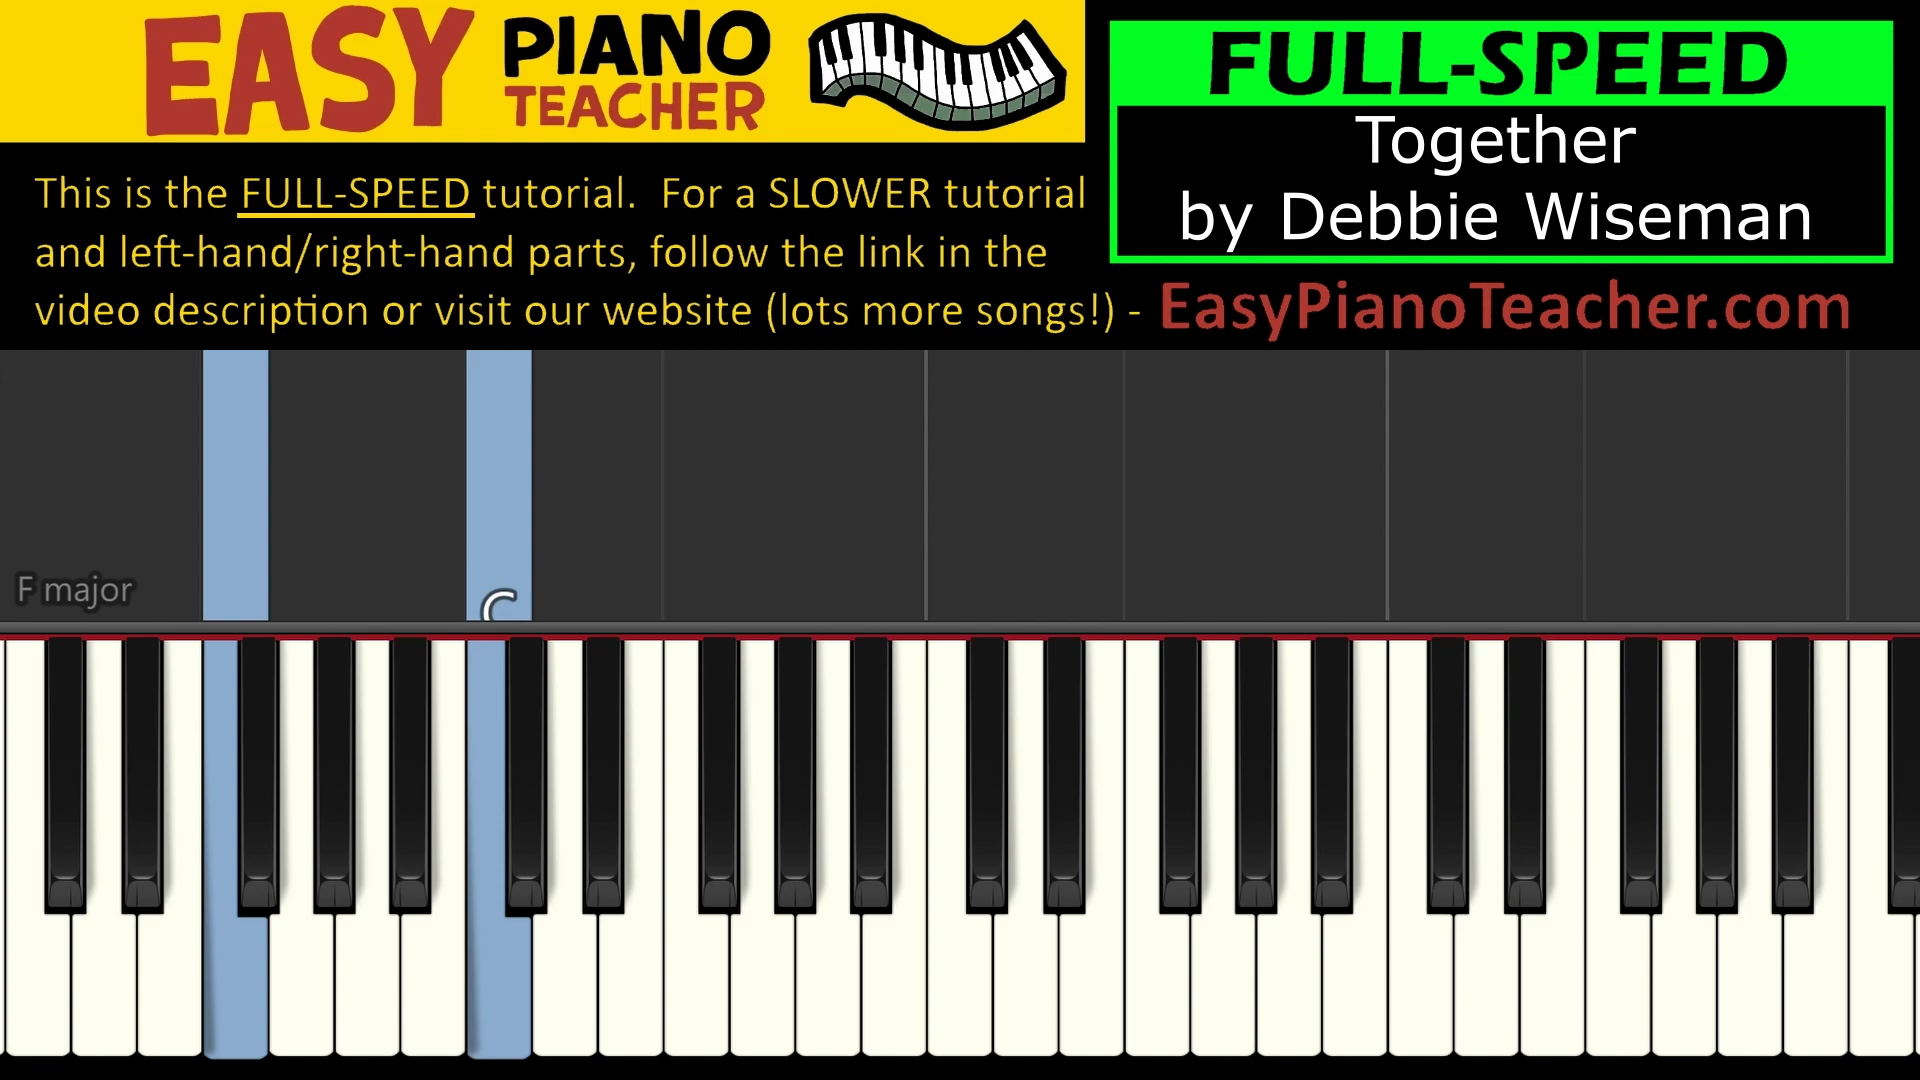 EASY PIANO TEACHER
FULL-SPEED
Together
by Debbie Wiseman
This is the FULL-SPEED tutorial. For a SLOWER tutorial
and left-hand/right-hand parts, follow the link in the
video description or visit our website (lots more songs!) - EasyPianoTeacher.com
F major
C